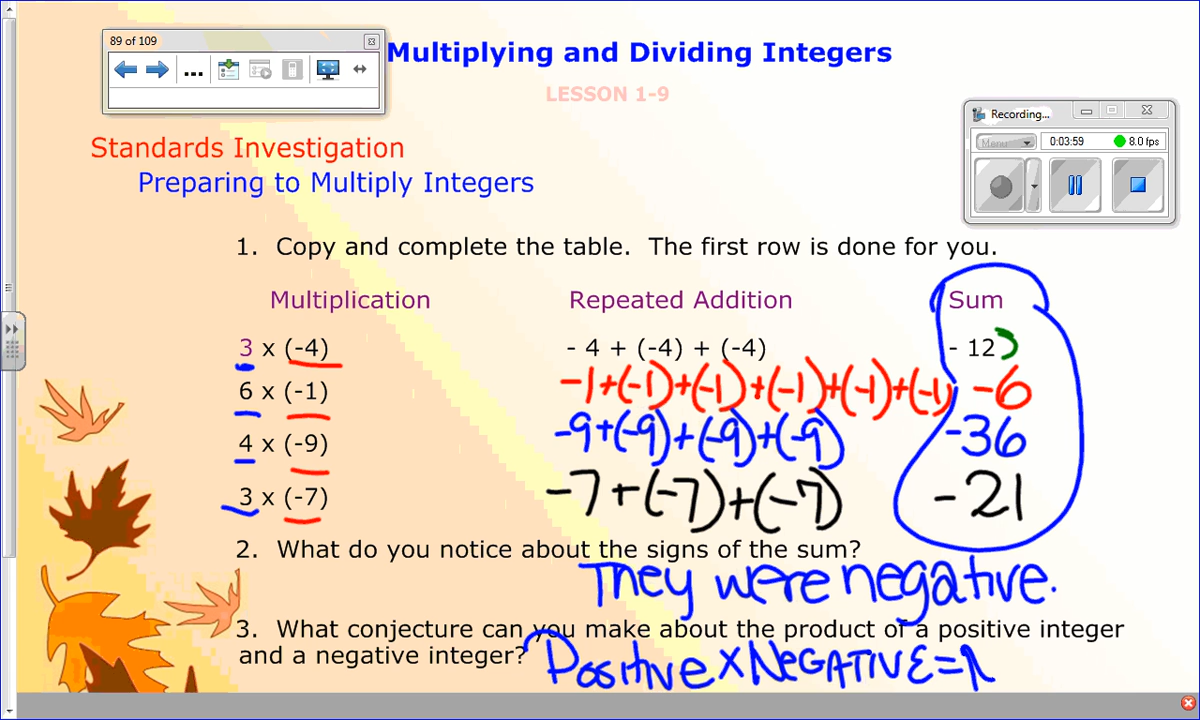 89 of 109
Multiplying and Dividing Integers
LESSON 1-9
Recording...
Menu 0:03:59 8.0 fps
Standards Investigation
Preparing to Multiply Integers
1. Copy and complete the table. The first row is done for you.
Multiplication Repeated Addition Sum
3 x (-4) - 4 + (-4) + (-4) - 12
6 x (-1) -1+(-1)+(-1)+(-1)+(-1)+(-1) -6
4 x (-9) -9+(-9)+(-9)+(-9) -36
3 x (-7) -7+(-7)+(-7) -21
2. What do you notice about the signs of the sum?
They were negative.
3. What conjecture can you make about the product of a positive integer
and a negative integer? Positive x NEGATIVE =